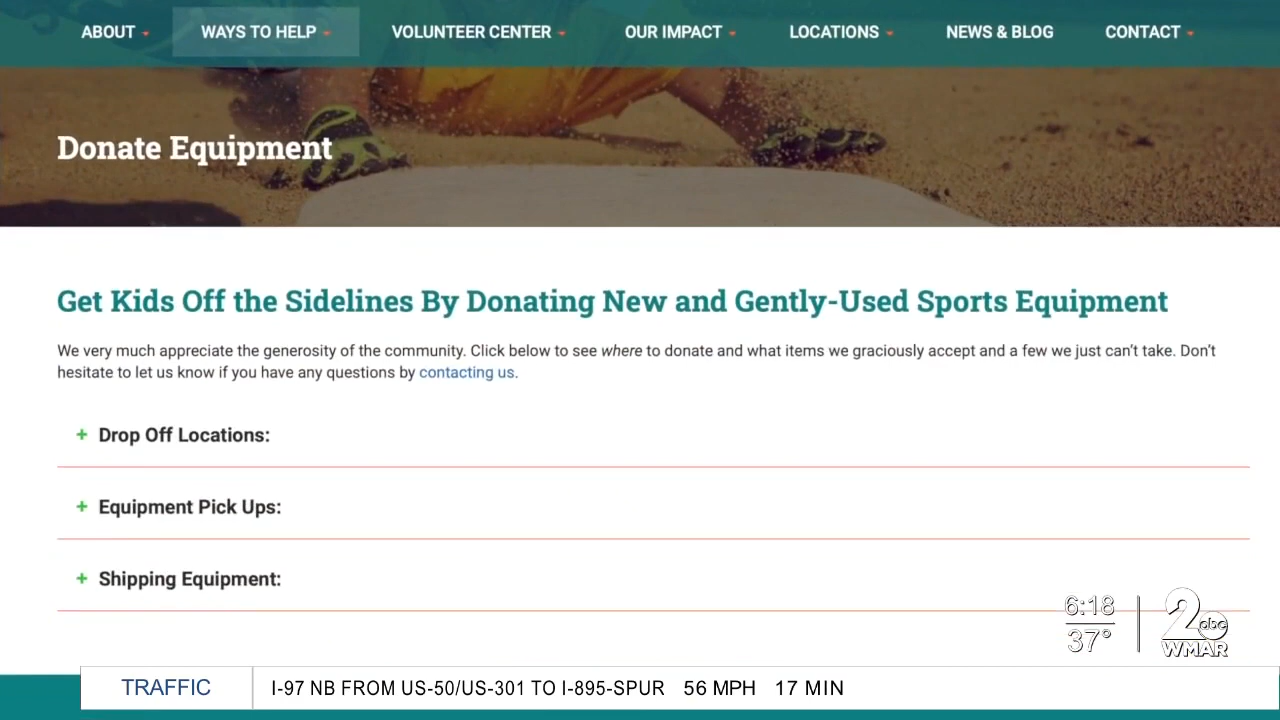 ABOUT WAYS TO HELP VOLUNTEER CENTER OUR IMPACT LOCATIONS NEWS & BLOG CONTACT
Donate Equipment
Get Kids Off the Sidelines By Donating New and Gently-Used Sports Equipment
We very much appreciate the generosity of the community. Click below to see where to donate and what items we graciously accept and a few we just can't take. Don't
hesitate to let us know if you have any questions by contacting us.
+ Drop Off Locations:
+ Equipment Pick Ups:
+ Shipping Equipment:
6:18
37°
2 abc
WMAR
TRAFFIC I-97 NB FROM US-50/US-301 TO I-895-SPUR 56 MPH 17 MIN